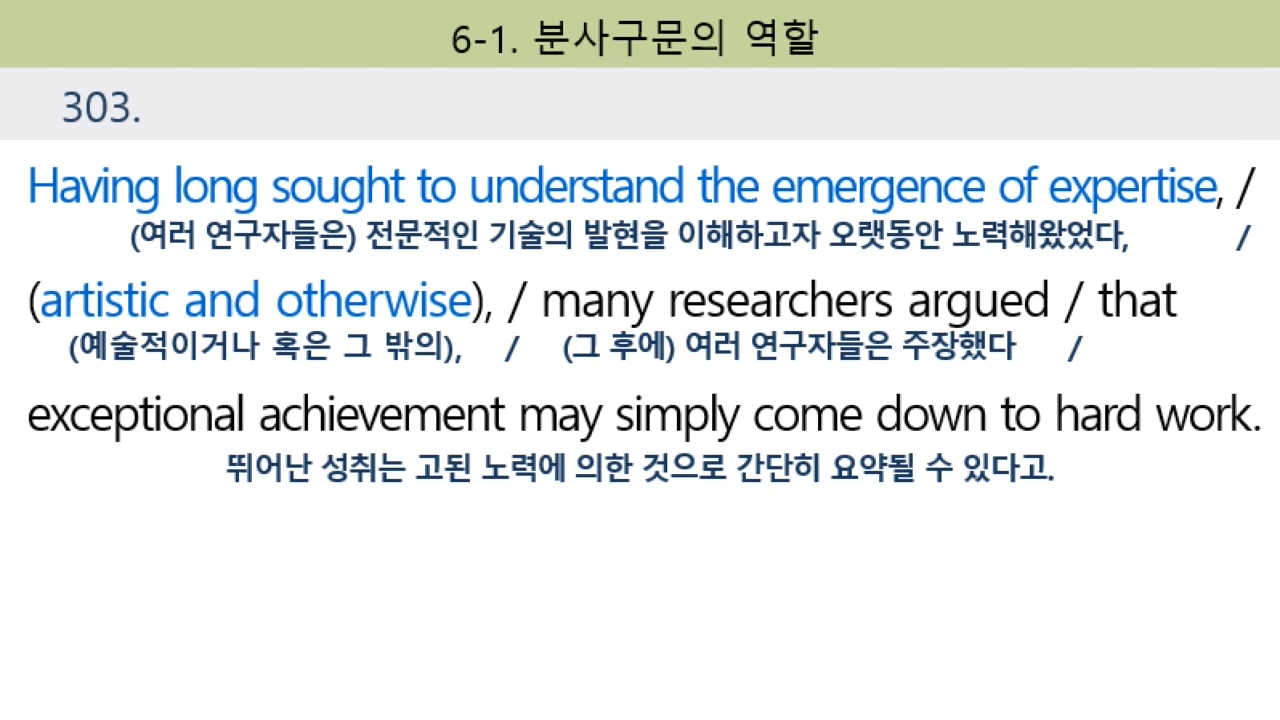 6-1. 분사구문의 역할
303.
Having long sought to understand the emergence of expertise, /
(여러 연구자들은) 전문적인 기술의 발현을 이해하고자 오랫동안 노력해왔었다, /
(artistic and otherwise), / many researchers argued / that
(예술적이거나 혹은 그 밖의), / (그 후에) 여러 연구자들은 주장했다 /
exceptional achievement may simply come down to hard work.
뛰어난 성취는 고된 노력에 의한 것으로 간단히 요약될 수 있다고.